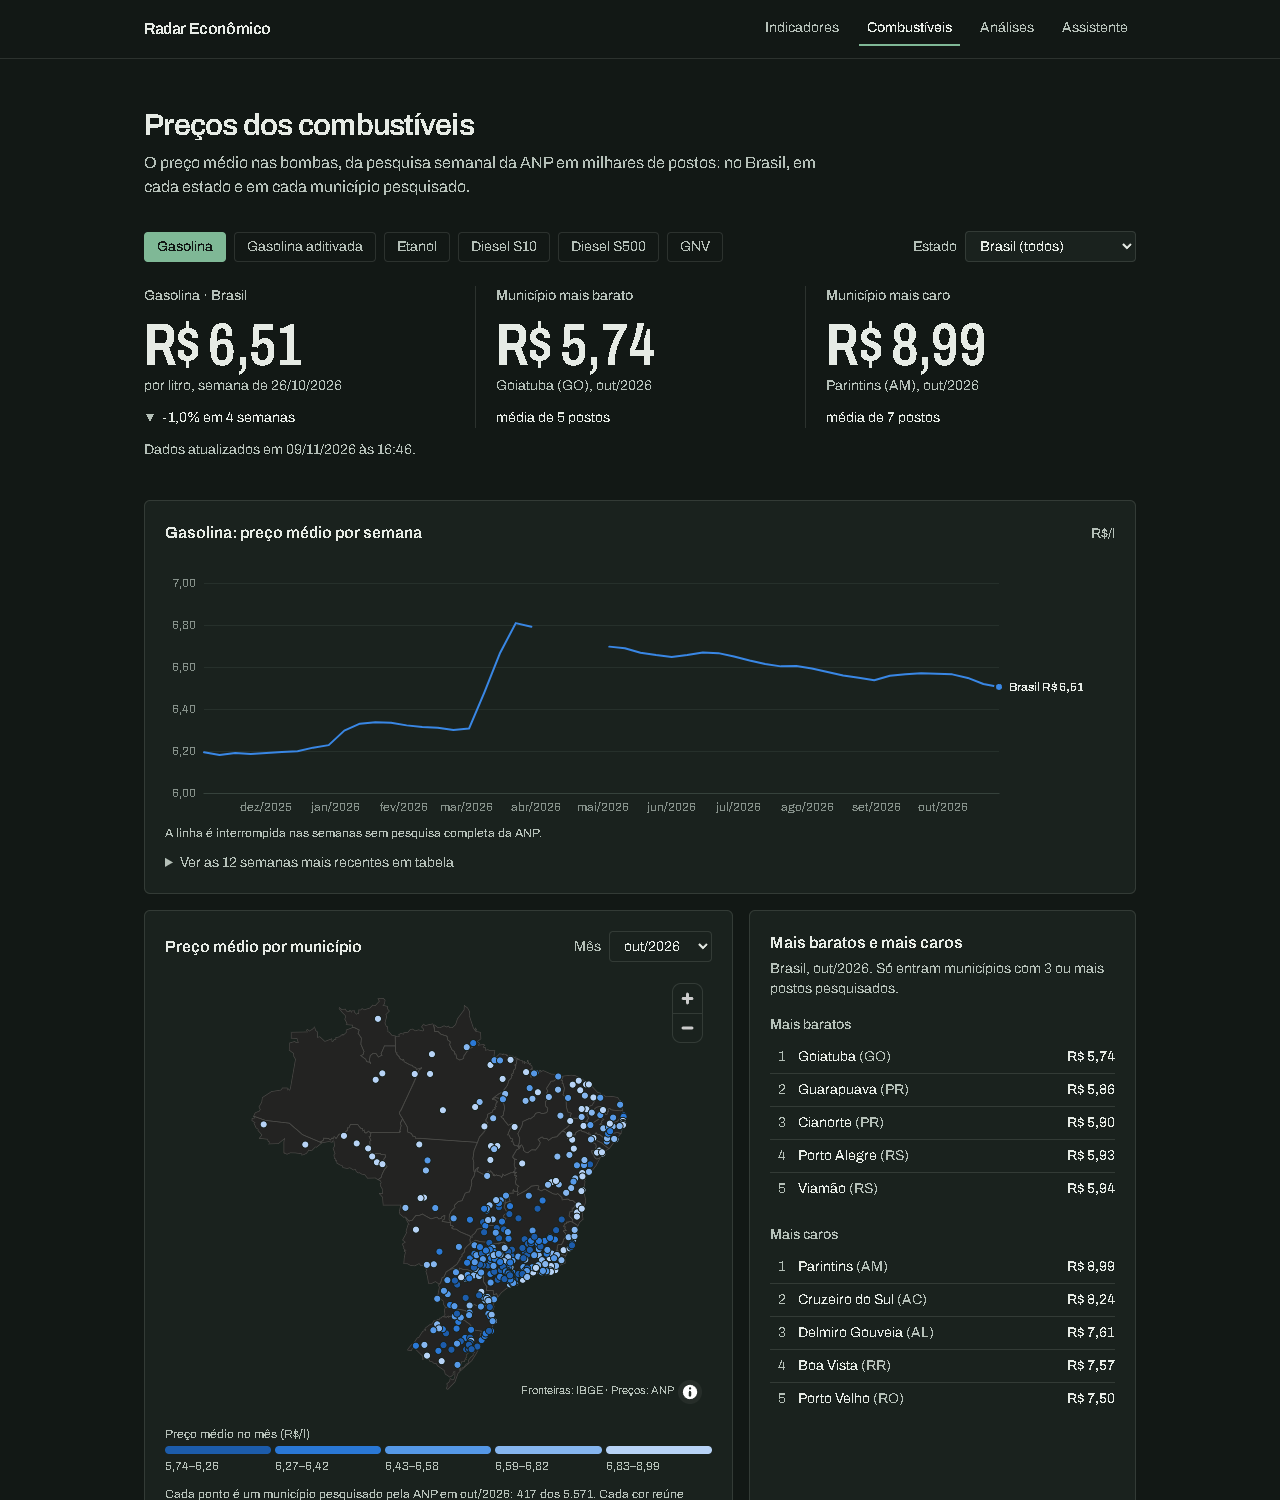 Radar Econômico
Indicadores Combustíveis Análises Assistente
Preços dos combustíveis
O preço médio nas bombas, da pesquisa semanal da ANP em milhares de postos: no Brasil, em
cada estado e em cada município pesquisado.
Gasolina Gasolina aditivada Etanol Diesel S10 Diesel S500 GNV
Estado Brasil (todos)
Gasolina · Brasil
R$ 6,51
por litro, semana de 26/10/2026
▼ -1,0% em 4 semanas
Município mais barato
R$ 5,74
Goiatuba (GO), out/2026
média de 5 postos
Município mais caro
R$ 8,99
Parintins (AM), out/2026
média de 7 postos
Dados atualizados em 09/11/2026 às 16:46.
Gasolina: preço médio por semana
R$/l
7,00
6,80
6,60
6,40
6,20
6,00
Brasil R$ 6,51
dez/2025 jan/2026 fev/2026 mar/2026 abr/2026 mai/2026 jun/2026 jul/2026 ago/2026 set/2026 out/2026
A linha é interrompida nas semanas sem pesquisa completa da ANP.
▶ Ver as 12 semanas mais recentes em tabela
Preço médio por município
Mês out/2026
+
−
Fronteiras: IBGE · Preços: ANP
Preço médio no mês (R$/l)
5,74–6,26 6,27–6,42 6,43–6,58 6,59–6,82 6,83–8,99
Cada ponto é um município pesquisado pela ANP em out/2026: 417 dos 5.571. Cada cor reúne
Mais baratos e mais caros
Brasil, out/2026. Só entram municípios com 3 ou mais
postos pesquisados.
Mais baratos
1 Goiatuba (GO) R$ 5,74
2 Guarapuava (PR) R$ 5,86
3 Cianorte (PR) R$ 5,90
4 Porto Alegre (RS) R$ 5,93
5 Viamão (RS) R$ 5,94
Mais caros
1 Parintins (AM) R$ 8,99
2 Cruzeiro do Sul (AC) R$ 8,24
3 Delmiro Gouveia (AL) R$ 7,61
4 Boa Vista (RR) R$ 7,57
5 Porto Velho (RO) R$ 7,50